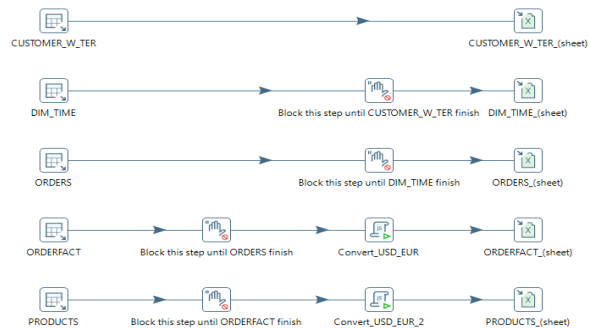 CUSTOMER_W_TER CUSTOMER_W_TER_(sheet)
DIM_TIME Block this step until CUSTOMER_W_TER finish DIM_TIME_(sheet)
ORDERS Block this step until DIM_TIME finish ORDERS_(sheet)
ORDERFACT Block this step until ORDERS finish Convert_USD_EUR ORDERFACT_(sheet)
PRODUCTS Block this step until ORDERFACT finish Convert_USD_EUR_2 PRODUCTS_(sheet)